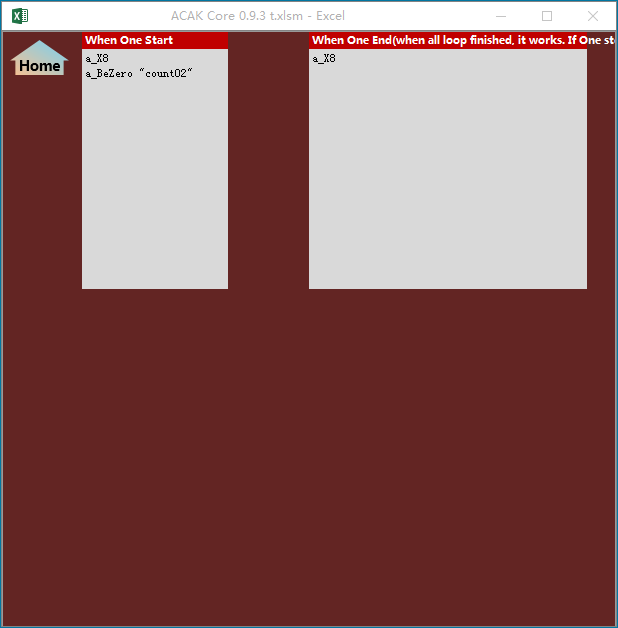 ACAK Core 0.9.3 t.xlsm - Excel
Home
When One Start
When One End(when all loop finished, it works. If One st
a_X8
a_BeZero "count02"
a_X8